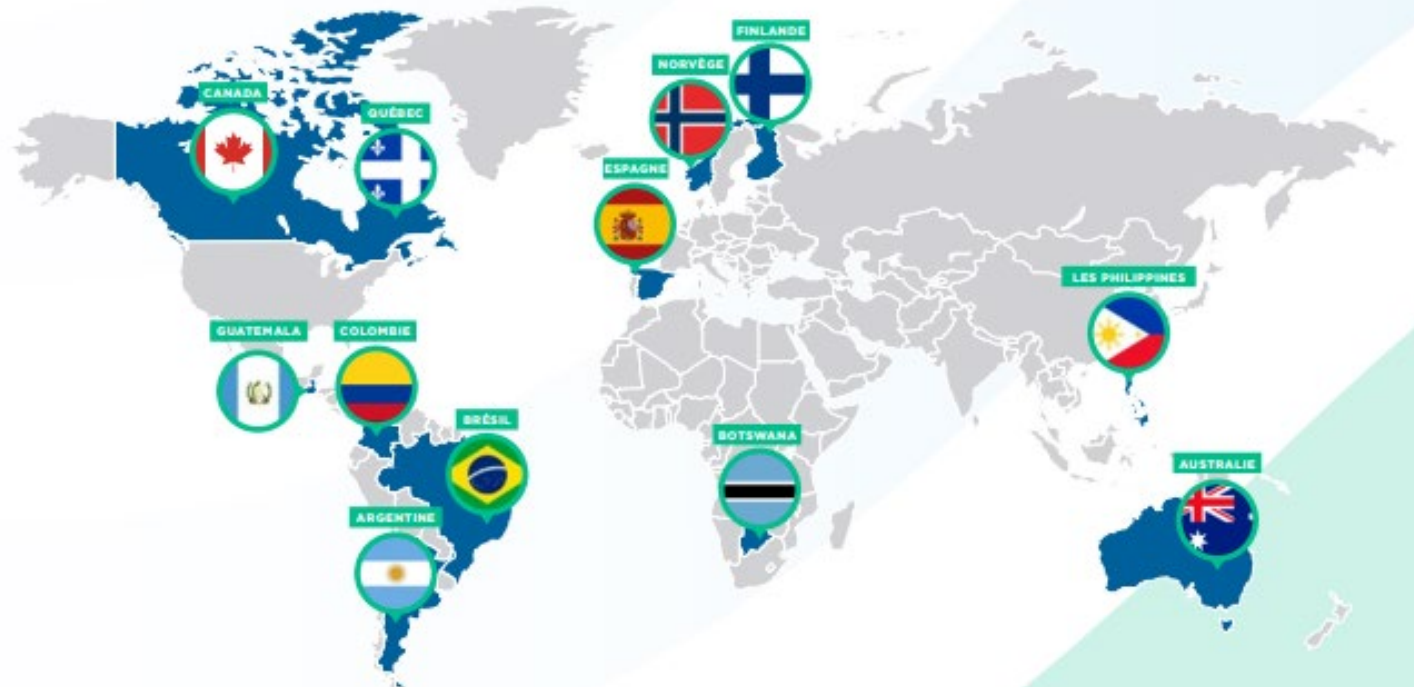 FINLANDE
NORVÈGE
CANADA
QUÉBEC
ESPAGNE
LES PHILIPPINES
GUATEMALA
COLOMBIE
BRÉSIL
BOTSWANA
AUSTRALIE
ARGENTINE